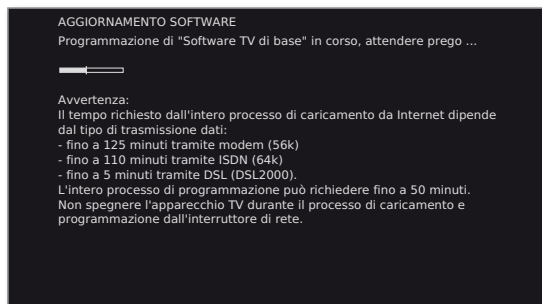 AGGIORNAMENTO SOFTWARE
Programmazione di "Software TV di base" in corso, attendere prego ...
Avvertenza:
Il tempo richiesto dall'intero processo di caricamento da Internet dipende
dal tipo di trasmissione dati:
- fino a 125 minuti tramite modem (56k)
- fino a 110 minuti tramite ISDN (64k)
- fino a 5 minuti tramite DSL (DSL2000).
L'intero processo di programmazione può richiedere fino a 50 minuti.
Non spegnere l'apparecchio TV durante il processo di caricamento e
programmazione dall'interruttore di rete.